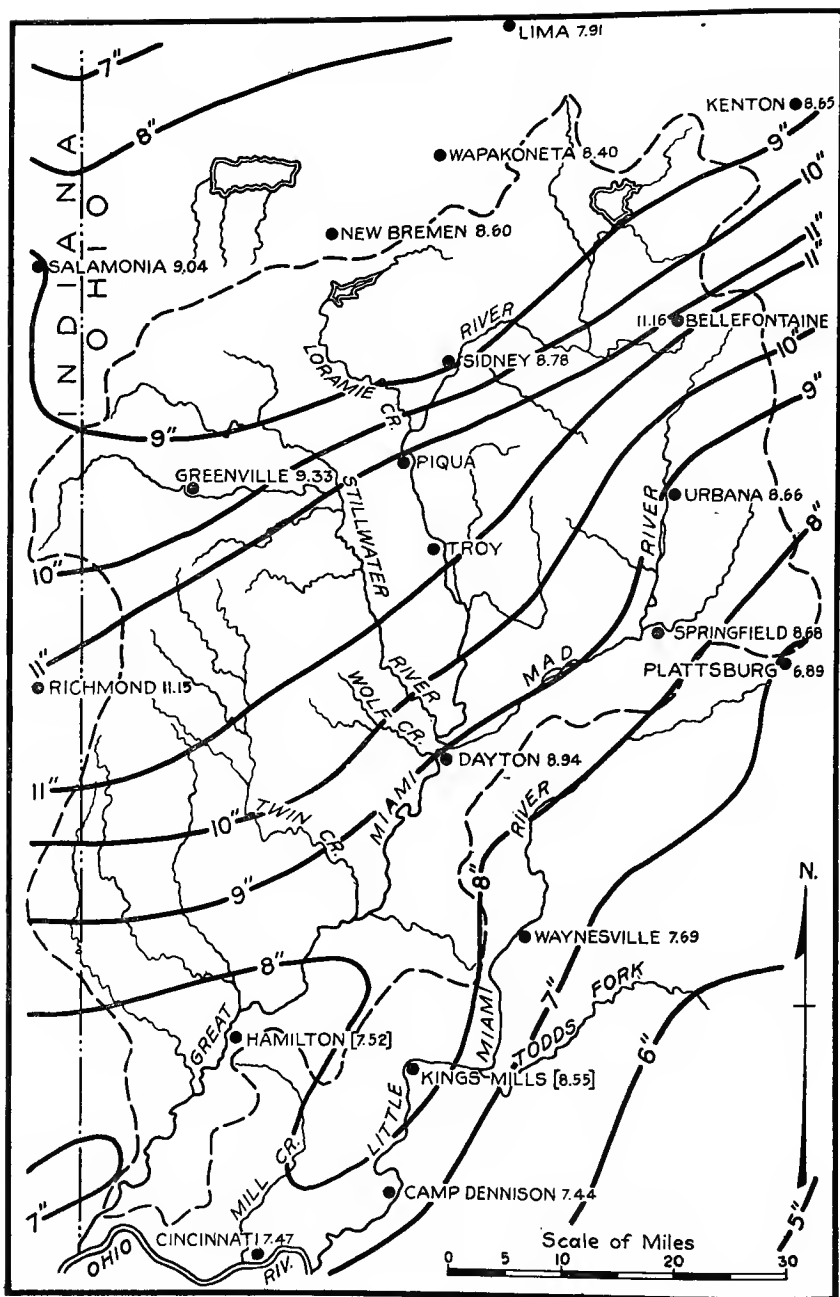 LIMA 7.91
7"
KENTON 8.65
8"
WAPAKONETA 8.40
9"
10"
INDIANA
OHIO
NEW BREMEN 8.60
11"
11"
SALAMONIA 9.04
RIVER
11.16 BELLEFONTAINE
10"
SIDNEY 8.78
LORAMIE CR.
9"
9"
PIQUA
GREENVILLE 9.33
STILLWATER
RIVER
URBANA 8.66
8"
TROY
10"
11"
SPRINGFIELD 8.68
MAD
PLATTSBURG
6.89
RICHMOND 11.15
RIVER
WOLF CR.
DAYTON 8.94
11"
MIAMI
RIVER
10"
TWIN CR.
8"
9"
N.
WAYNESVILLE 7.69
8"
7"
TODDS FORK
GREAT
HAMILTON [7.52]
MIAMI
6"
KINGS MILLS [8.55]
LITTLE
MILL CR.
CAMP DENNISON 7.44
7"
5"
CINCINNATI 7.47
OHIO RIV.
Scale of Miles
0 10 20 30